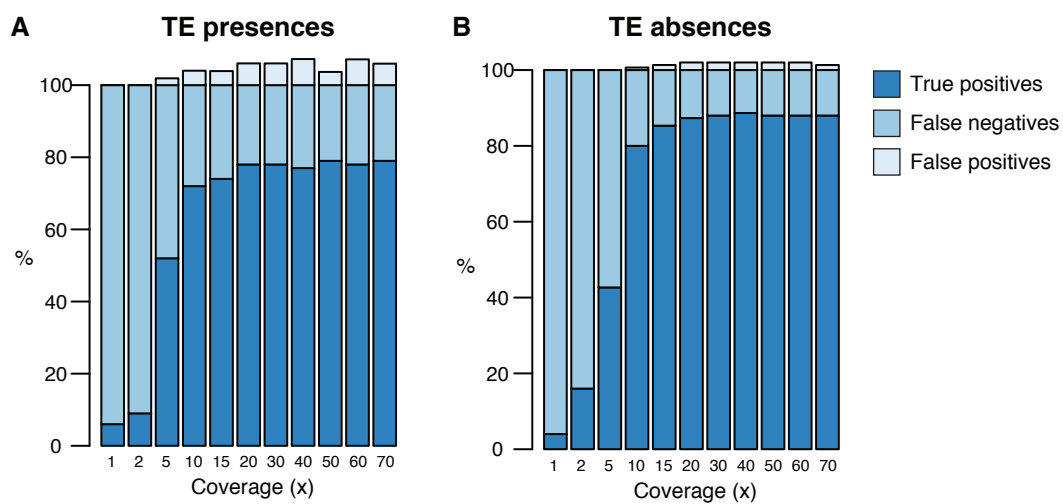 A
TE presences
100
80
60
%
40
20
0
1 2 5 10 15 20 30 40 50 60 70
Coverage (x)
B
TE absences
100
80
60
%
40
20
0
1 2 5 10 15 20 30 40 50 60 70
Coverage (x)
True positives
False negatives
False positives